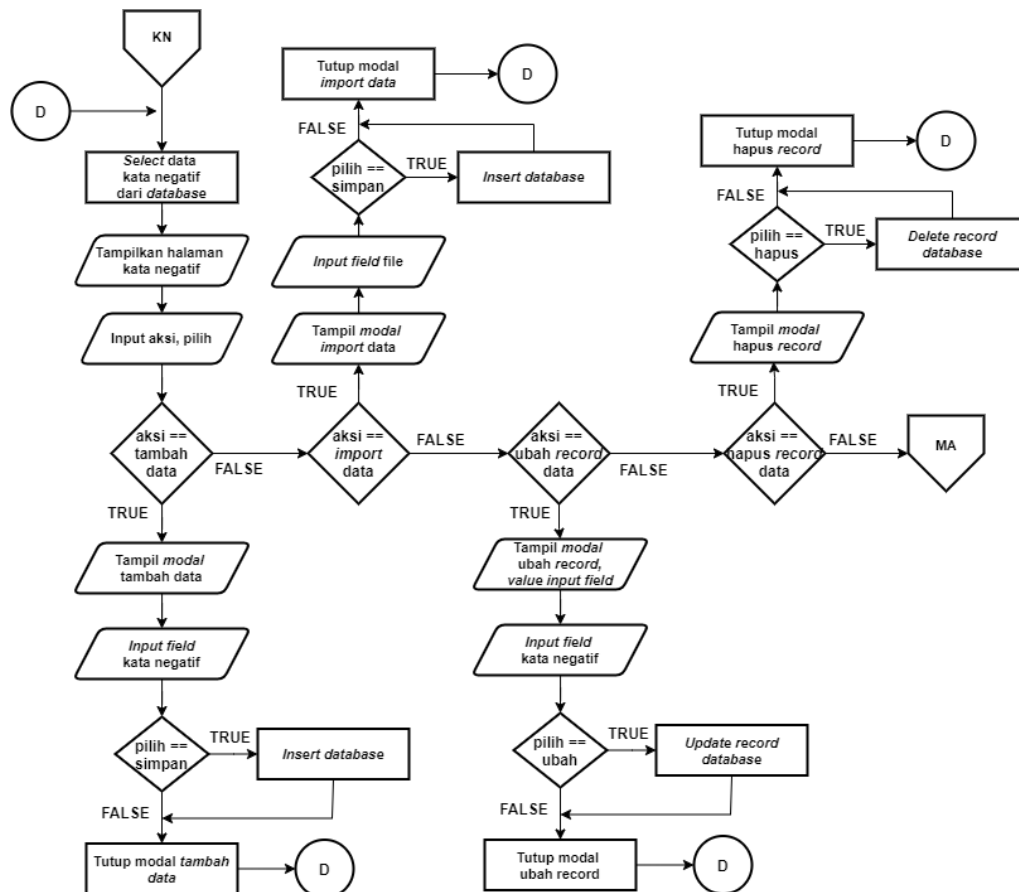 KN
D
Select data
kata negatif
dari database
Tampilkan halaman
kata negatif
Input aksi, pilih
aksi ==
tambah
data
FALSE
TRUE
Tampil modal
tambah data
Input field
kata negatif
pilih ==
simpan
TRUE
Insert database
FALSE
Tutup modal tambah
data
D
aksi ==
import
data
TRUE
FALSE
Tampil modal
import data
Input field file
pilih ==
simpan
TRUE
Insert database
FALSE
Tutup modal
import data
D
aksi ==
ubah record
data
FALSE
TRUE
Tampil modal
ubah record,
value input field
Input field
kata negatif
pilih ==
ubah
TRUE
Update record
database
FALSE
Tutup modal
ubah record
D
aksi ==
hapus record
data
TRUE
FALSE
MA
Tampil modal
hapus record
pilih ==
hapus
TRUE
Delete record
database
FALSE
Tutup modal
hapus record
D